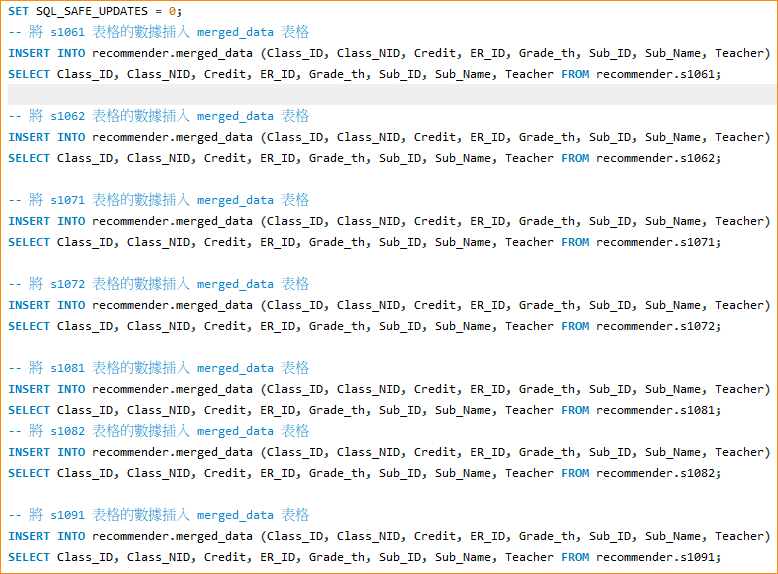 SET SQL_SAFE_UPDATES = 0;
-- 將 s1061 表格的數據插入 merged_data 表格
INSERT INTO recommender.merged_data (Class_ID, Class_NID, Credit, ER_ID, Grade_th, Sub_ID, Sub_Name, Teacher)
SELECT Class_ID, Class_NID, Credit, ER_ID, Grade_th, Sub_ID, Sub_Name, Teacher FROM recommender.s1061;
-- 將 s1062 表格的數據插入 merged_data 表格
INSERT INTO recommender.merged_data (Class_ID, Class_NID, Credit, ER_ID, Grade_th, Sub_ID, Sub_Name, Teacher)
SELECT Class_ID, Class_NID, Credit, ER_ID, Grade_th, Sub_ID, Sub_Name, Teacher FROM recommender.s1062;
-- 將 s1071 表格的數據插入 merged_data 表格
INSERT INTO recommender.merged_data (Class_ID, Class_NID, Credit, ER_ID, Grade_th, Sub_ID, Sub_Name, Teacher)
SELECT Class_ID, Class_NID, Credit, ER_ID, Grade_th, Sub_ID, Sub_Name, Teacher FROM recommender.s1071;
-- 將 s1072 表格的數據插入 merged_data 表格
INSERT INTO recommender.merged_data (Class_ID, Class_NID, Credit, ER_ID, Grade_th, Sub_ID, Sub_Name, Teacher)
SELECT Class_ID, Class_NID, Credit, ER_ID, Grade_th, Sub_ID, Sub_Name, Teacher FROM recommender.s1072;
-- 將 s1081 表格的數據插入 merged_data 表格
INSERT INTO recommender.merged_data (Class_ID, Class_NID, Credit, ER_ID, Grade_th, Sub_ID, Sub_Name, Teacher)
SELECT Class_ID, Class_NID, Credit, ER_ID, Grade_th, Sub_ID, Sub_Name, Teacher FROM recommender.s1081;
-- 將 s1082 表格的數據插入 merged_data 表格
INSERT INTO recommender.merged_data (Class_ID, Class_NID, Credit, ER_ID, Grade_th, Sub_ID, Sub_Name, Teacher)
SELECT Class_ID, Class_NID, Credit, ER_ID, Grade_th, Sub_ID, Sub_Name, Teacher FROM recommender.s1082;
-- 將 s1091 表格的數據插入 merged_data 表格
INSERT INTO recommender.merged_data (Class_ID, Class_NID, Credit, ER_ID, Grade_th, Sub_ID, Sub_Name, Teacher)
SELECT Class_ID, Class_NID, Credit, ER_ID, Grade_th, Sub_ID, Sub_Name, Teacher FROM recommender.s1091;